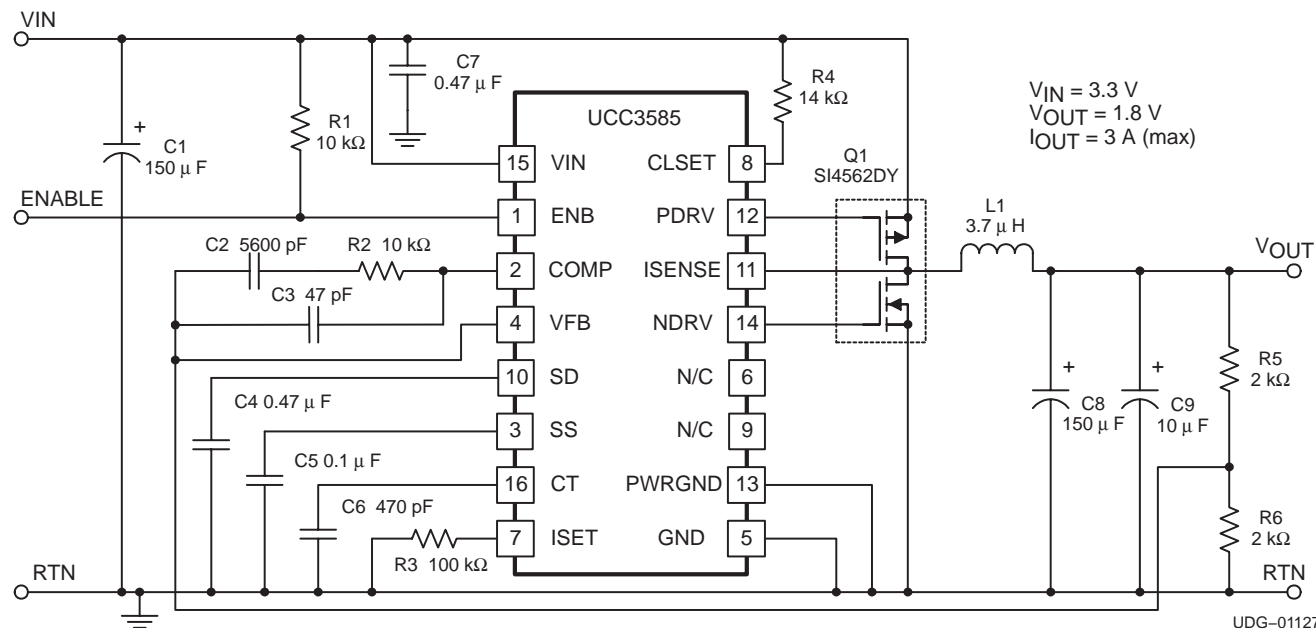 VIN
C7
0.47 μ F
R4
14 kΩ
VIN = 3.3 V
VOUT = 1.8 V
IOUT = 3 A (max)
+
C1
150 μ F
R1
10 kΩ
UCC3585
15 VIN
CLSET 8
Q1
SI4562DY
ENABLE
1 ENB
PDRV 12
L1
3.7 μ H
C2 5600 pF
R2 10 kΩ
2 COMP
ISENSE 11
VOUT
C3 47 pF
4 VFB
NDRV 14
10 SD
N/C 6
+
C8
150 μ F
+
C9
10 μ F
R5
2 kΩ
C4 0.47 μ F
3 SS
N/C 9
C5 0.1 μ F
16 CT
PWRGND 13
C6 470 pF
7 ISET
GND 5
R3 100 kΩ
R6
2 kΩ
RTN
RTN
UDG–01127